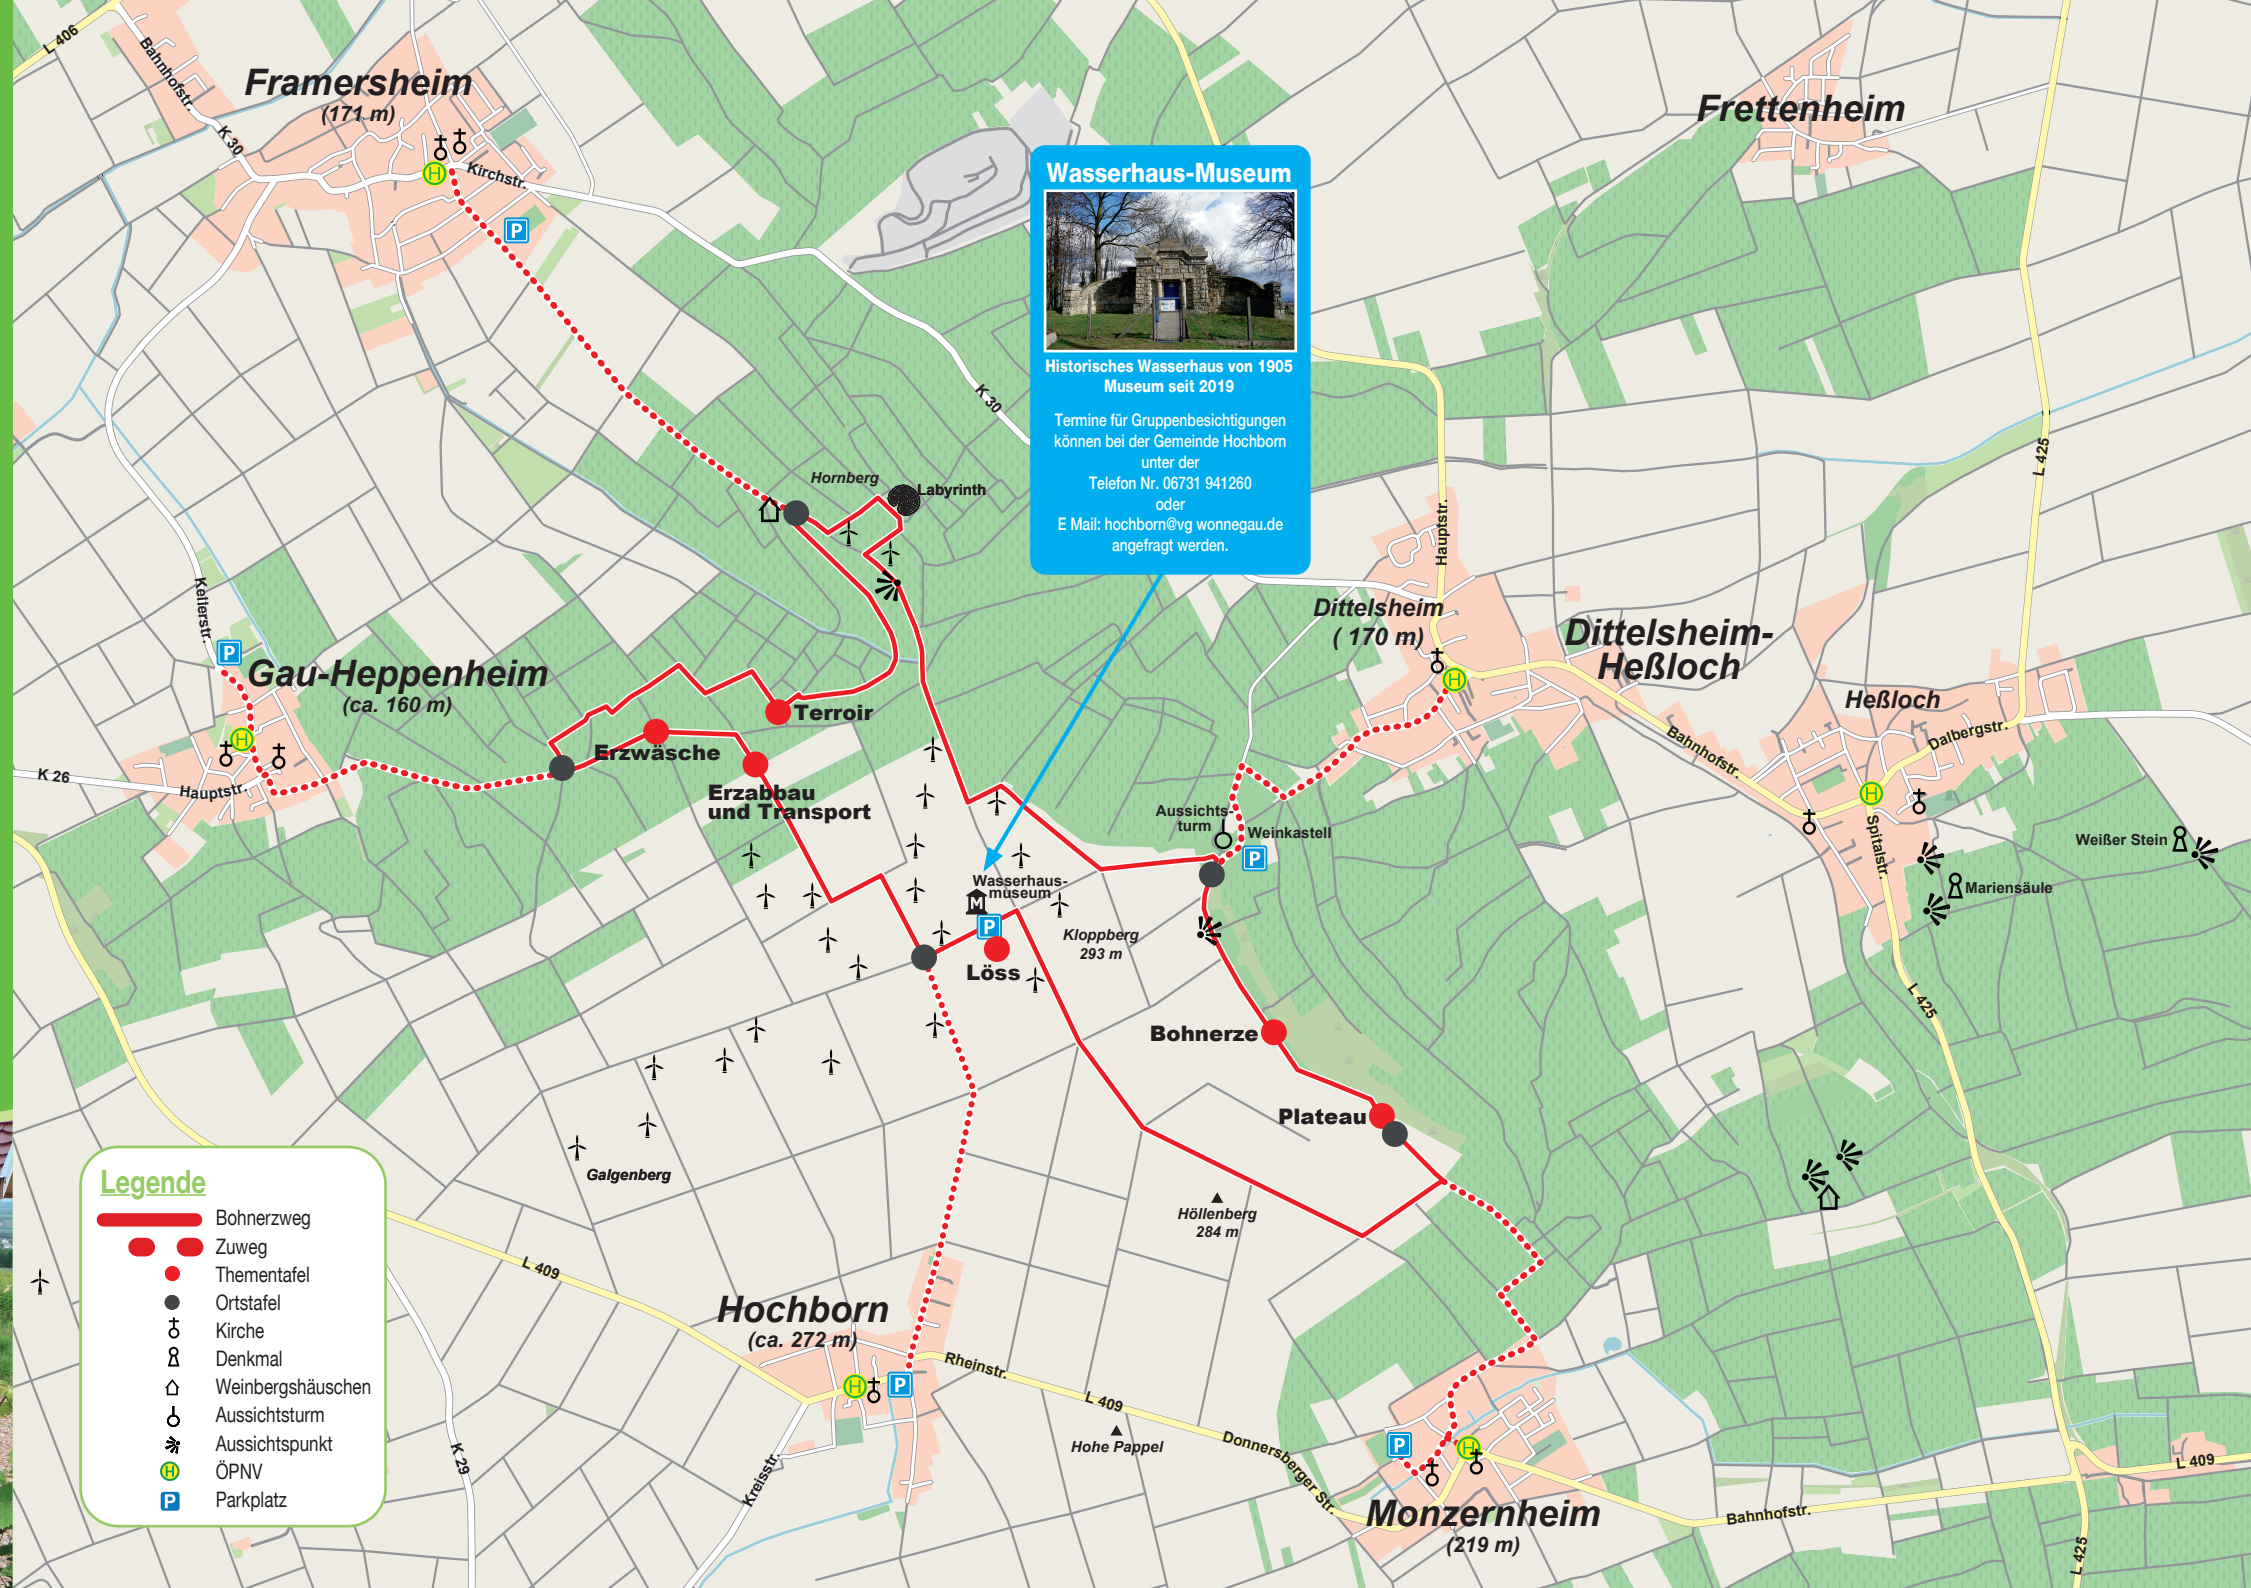 L 406
Bahnhofstr.
K 30
Framersheim
(171 m)
H
Kirchstr.
P
Frettenheim
Wasserhaus-Museum
Historisches Wasserhaus von 1905
Museum seit 2019
Termine für Gruppenbesichtigungen
können bei der Gemeinde Hochborn
unter der
Telefon Nr. 06731 941260
oder
E Mail: hochborn@vg wonnegau.de
angefragt werden.
K 30
L 425
Hornberg
Labyrinth
Hauptstr.
Kellerstr.
P
Gau-Heppenheim
(ca. 160 m)
H
K 26
Hauptstr.
Dittelsheim
( 170 m)
H
Dittelsheim-
Heßloch
Heßloch
Dalbergstr.
Bahnhofstr.
H
Spitalstr.
Terroir
Erzwäsche
Erzabbau
und Transport
Aussichts-
turm
Weinkastell
P
Weißer Stein
Mariensäule
Wasserhaus-
museum
M
P
Löss
Kloppberg
293 m
L 425
Bohnerze
Plateau
Galgenberg
Höllenberg
284 m
Legende
Bohnerzweg
Zuweg
Thementafel
Ortstafel
Kirche
Denkmal
Weinbergshäuschen
Aussichtsturm
Aussichtspunkt
H
ÖPNV
P
Parkplatz
L 409
Hochborn
(ca. 272 m)
H
P
Rheinstr.
L 409
Hohe Pappel
K 29
Kreisstr.
Donnersberger Str.
P
H
Monzernheim
(219 m)
Bahnhofstr.
L 409
L 425